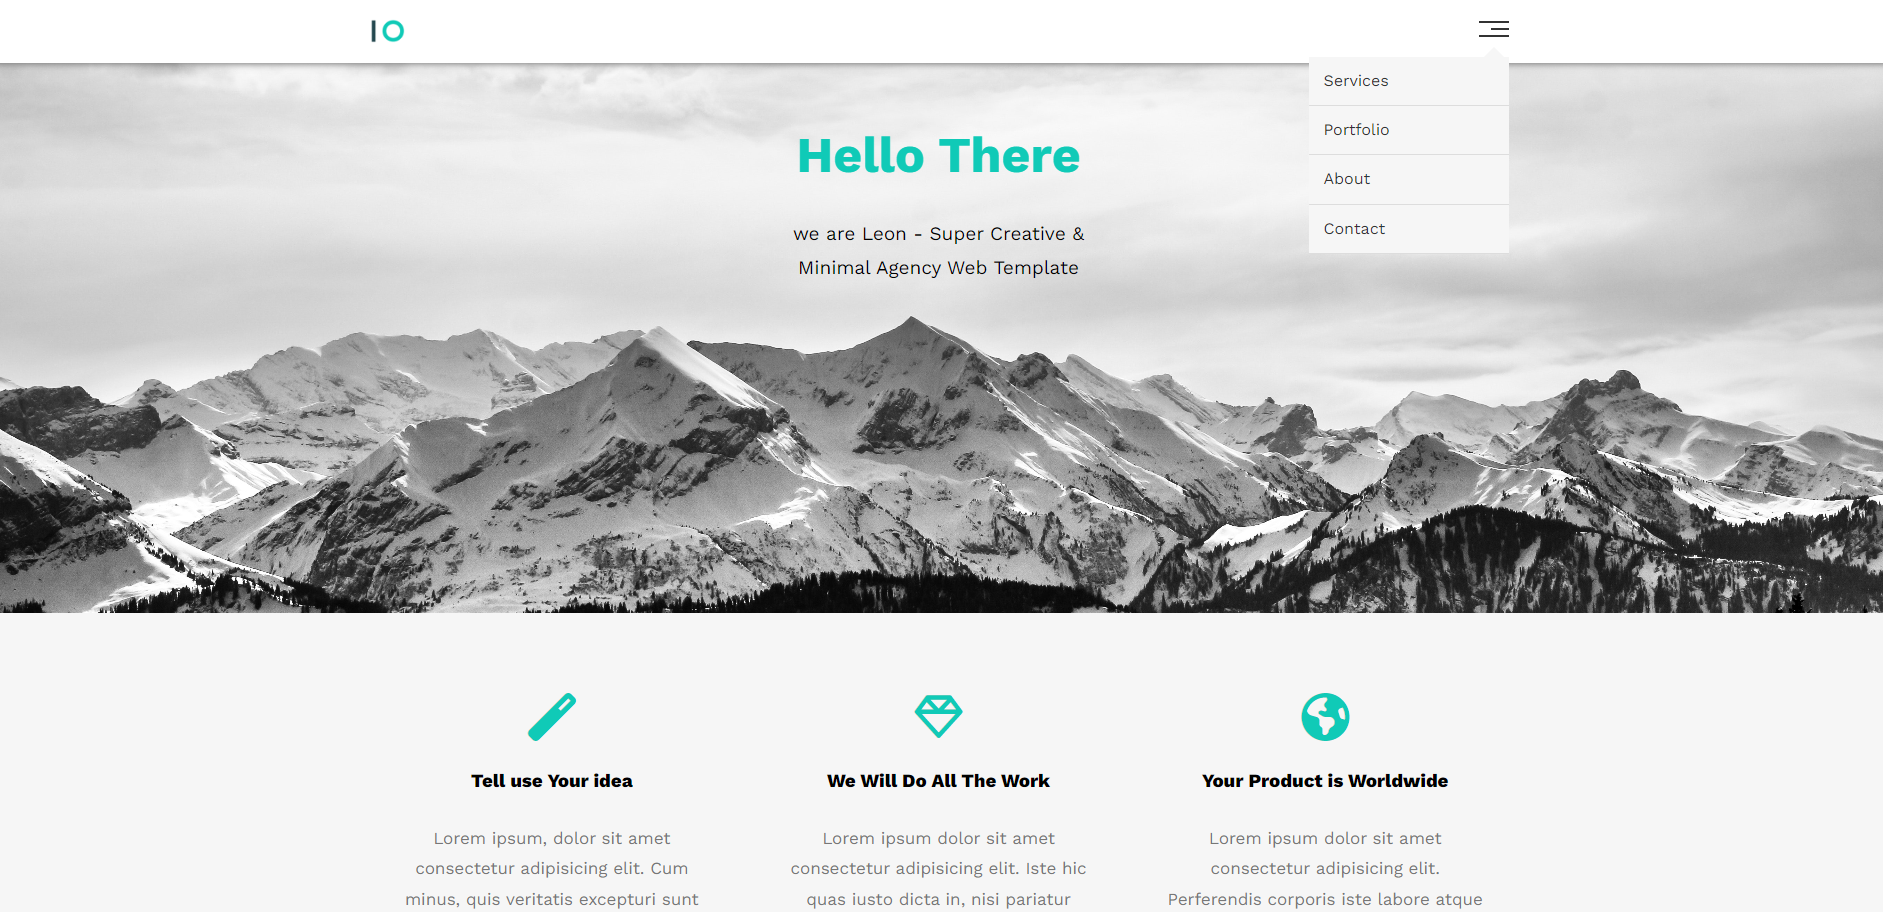 IO
Services
Portfolio
About
Contact
Hello There
we are Leon - Super Creative &
Minimal Agency Web Template
Tell use Your idea
Lorem ipsum, dolor sit amet
consectetur adipisicing elit. Cum
minus, quis veritatis excepturi sunt
We Will Do All The Work
Lorem ipsum dolor sit amet
consectetur adipisicing elit. Iste hic
quas iusto dicta in, nisi pariatur
Your Product is Worldwide
Lorem ipsum dolor sit amet
consectetur adipisicing elit.
Perferendis corporis iste labore atque